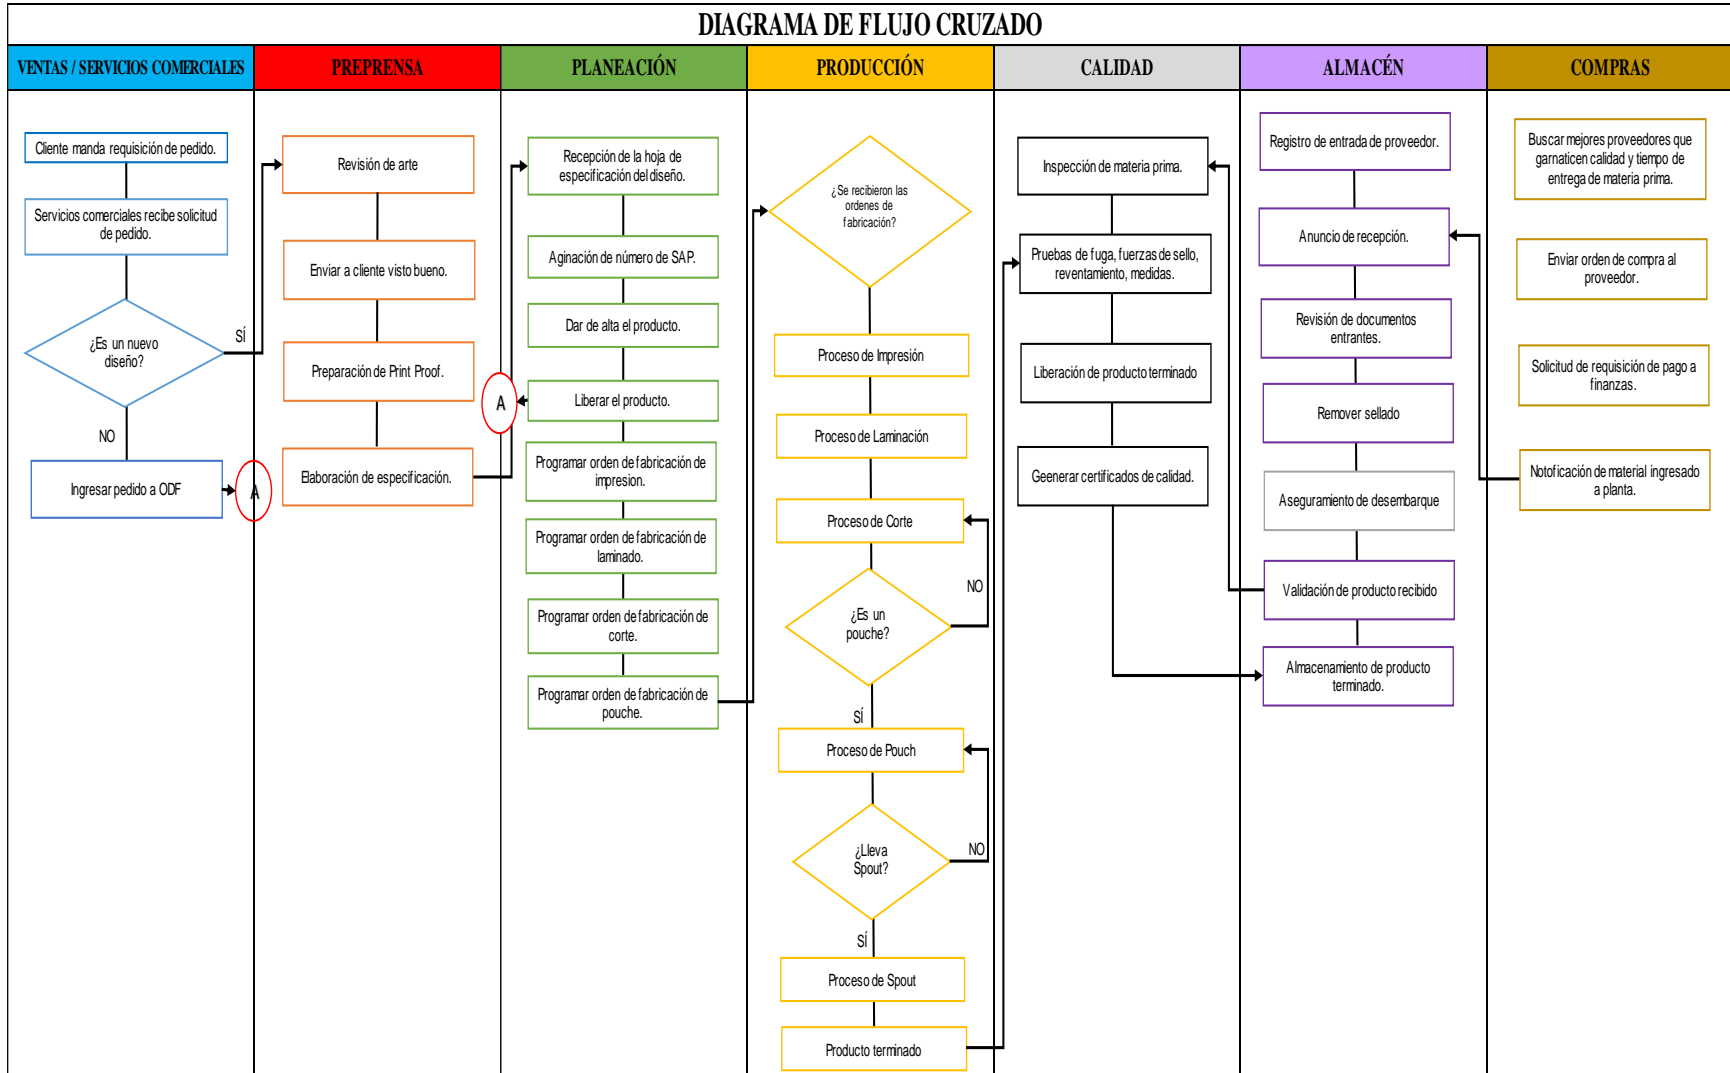 DIAGRAMA DE FLUJO CRUZADO
VENTAS / SERVICIOS COMERCIALES
PREPRENSA
PLANEACIÓN
PRODUCCIÓN
CALIDAD
ALMACÉN
COMPRAS
Cliente manda requisición de pedido.
Servicios comerciales recibe solicitud
de pedido.
¿Es un nuevo
diseño?
SÍ
NO
Ingresar pedido a ODF
A
Revisión de arte
Enviar a cliente visto bueno.
Preparación de Print Proof.
Elaboración de especificación.
Recepción de la hoja de
especificación del diseño.
Aginación de número de SAP.
Dar de alta el producto.
Liberar el producto.
A
Programar orden de fabricación de
impresion.
Programar orden de fabricación de
laminado.
Programar orden de fabricación de
corte.
Programar orden de fabricación de
pouche.
¿Se recibieron las
ordenes de
fabricación?
Proceso de Impresión
Proceso de Laminación
Proceso de Corte
¿Es un
pouche?
NO
SÍ
Proceso de Pouch
¿Lleva
Spout?
NO
SÍ
Proceso de Spout
Producto terminado
Inspección de materia prima.
Pruebas de fuga, fuerzas de sello,
reventamiento, medidas.
Liberación de producto terminado
Geenerar certificados de calidad.
Registro de entrada de proveedor.
Anuncio de recepción.
Revisión de documentos
entrantes.
Remover sellado
Aseguramiento de desembarque
Validación de producto recibido
Almacenamiento de producto
terminado.
Buscar mejores proveedores que
garnaticen calidad y tiempo de
entrega de materia prima.
Enviar orden de compra al
proveedor.
Solicitud de requisición de pago a
finanzas.
Notoficación de material ingresado
a planta.